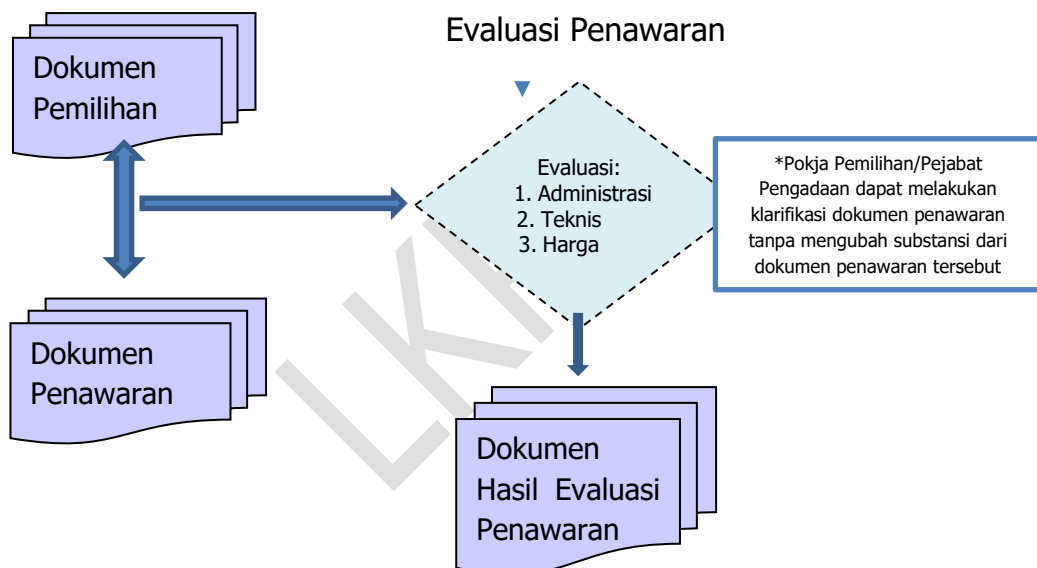 Evaluasi Penawaran
Dokumen
Pemilihan
Evaluasi:
1. Administrasi
2. Teknis
3. Harga
*Pokja Pemilihan/Pejabat
Pengadaan dapat melakukan
klarifikasi dokumen penawaran
tanpa mengubah substansi dari
dokumen penawaran tersebut
Dokumen
Penawaran
Dokumen
Hasil Evaluasi
Penawaran